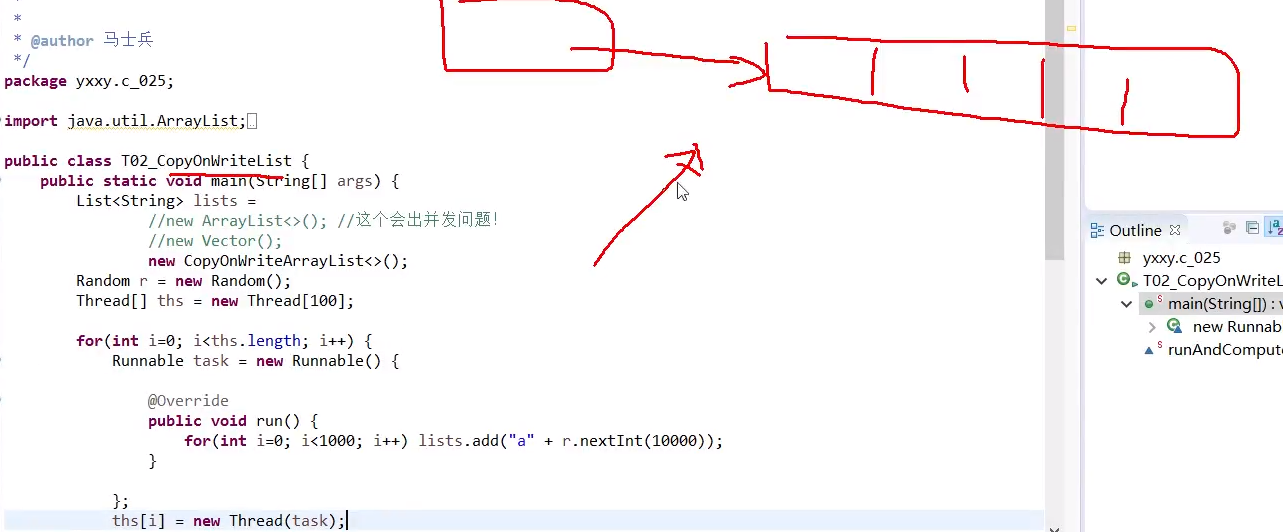 *
*
* @author 马士兵
*/
package yxxy.c_025;
import java.util.ArrayList;
public class T02_CopyOnWriteList {
public static void main(String[] args) {
List<String> lists =
//new ArrayList<>(); //这个会出并发问题!
//new Vector();
new CopyOnWriteArrayList<>();
Random r = new Random();
Thread[] ths = new Thread[100];
for(int i=0; i<ths.length; i++) {
Runnable task = new Runnable() {
@Override
public void run() {
for(int i=0; i<1000; i++) lists.add("a" + r.nextInt(10000));
}
};
ths[i] = new Thread(task);
Outline
yxxy.c_025
T02_CopyOnWriteL
main(String[]) : v
new Runnab
runAndCompute